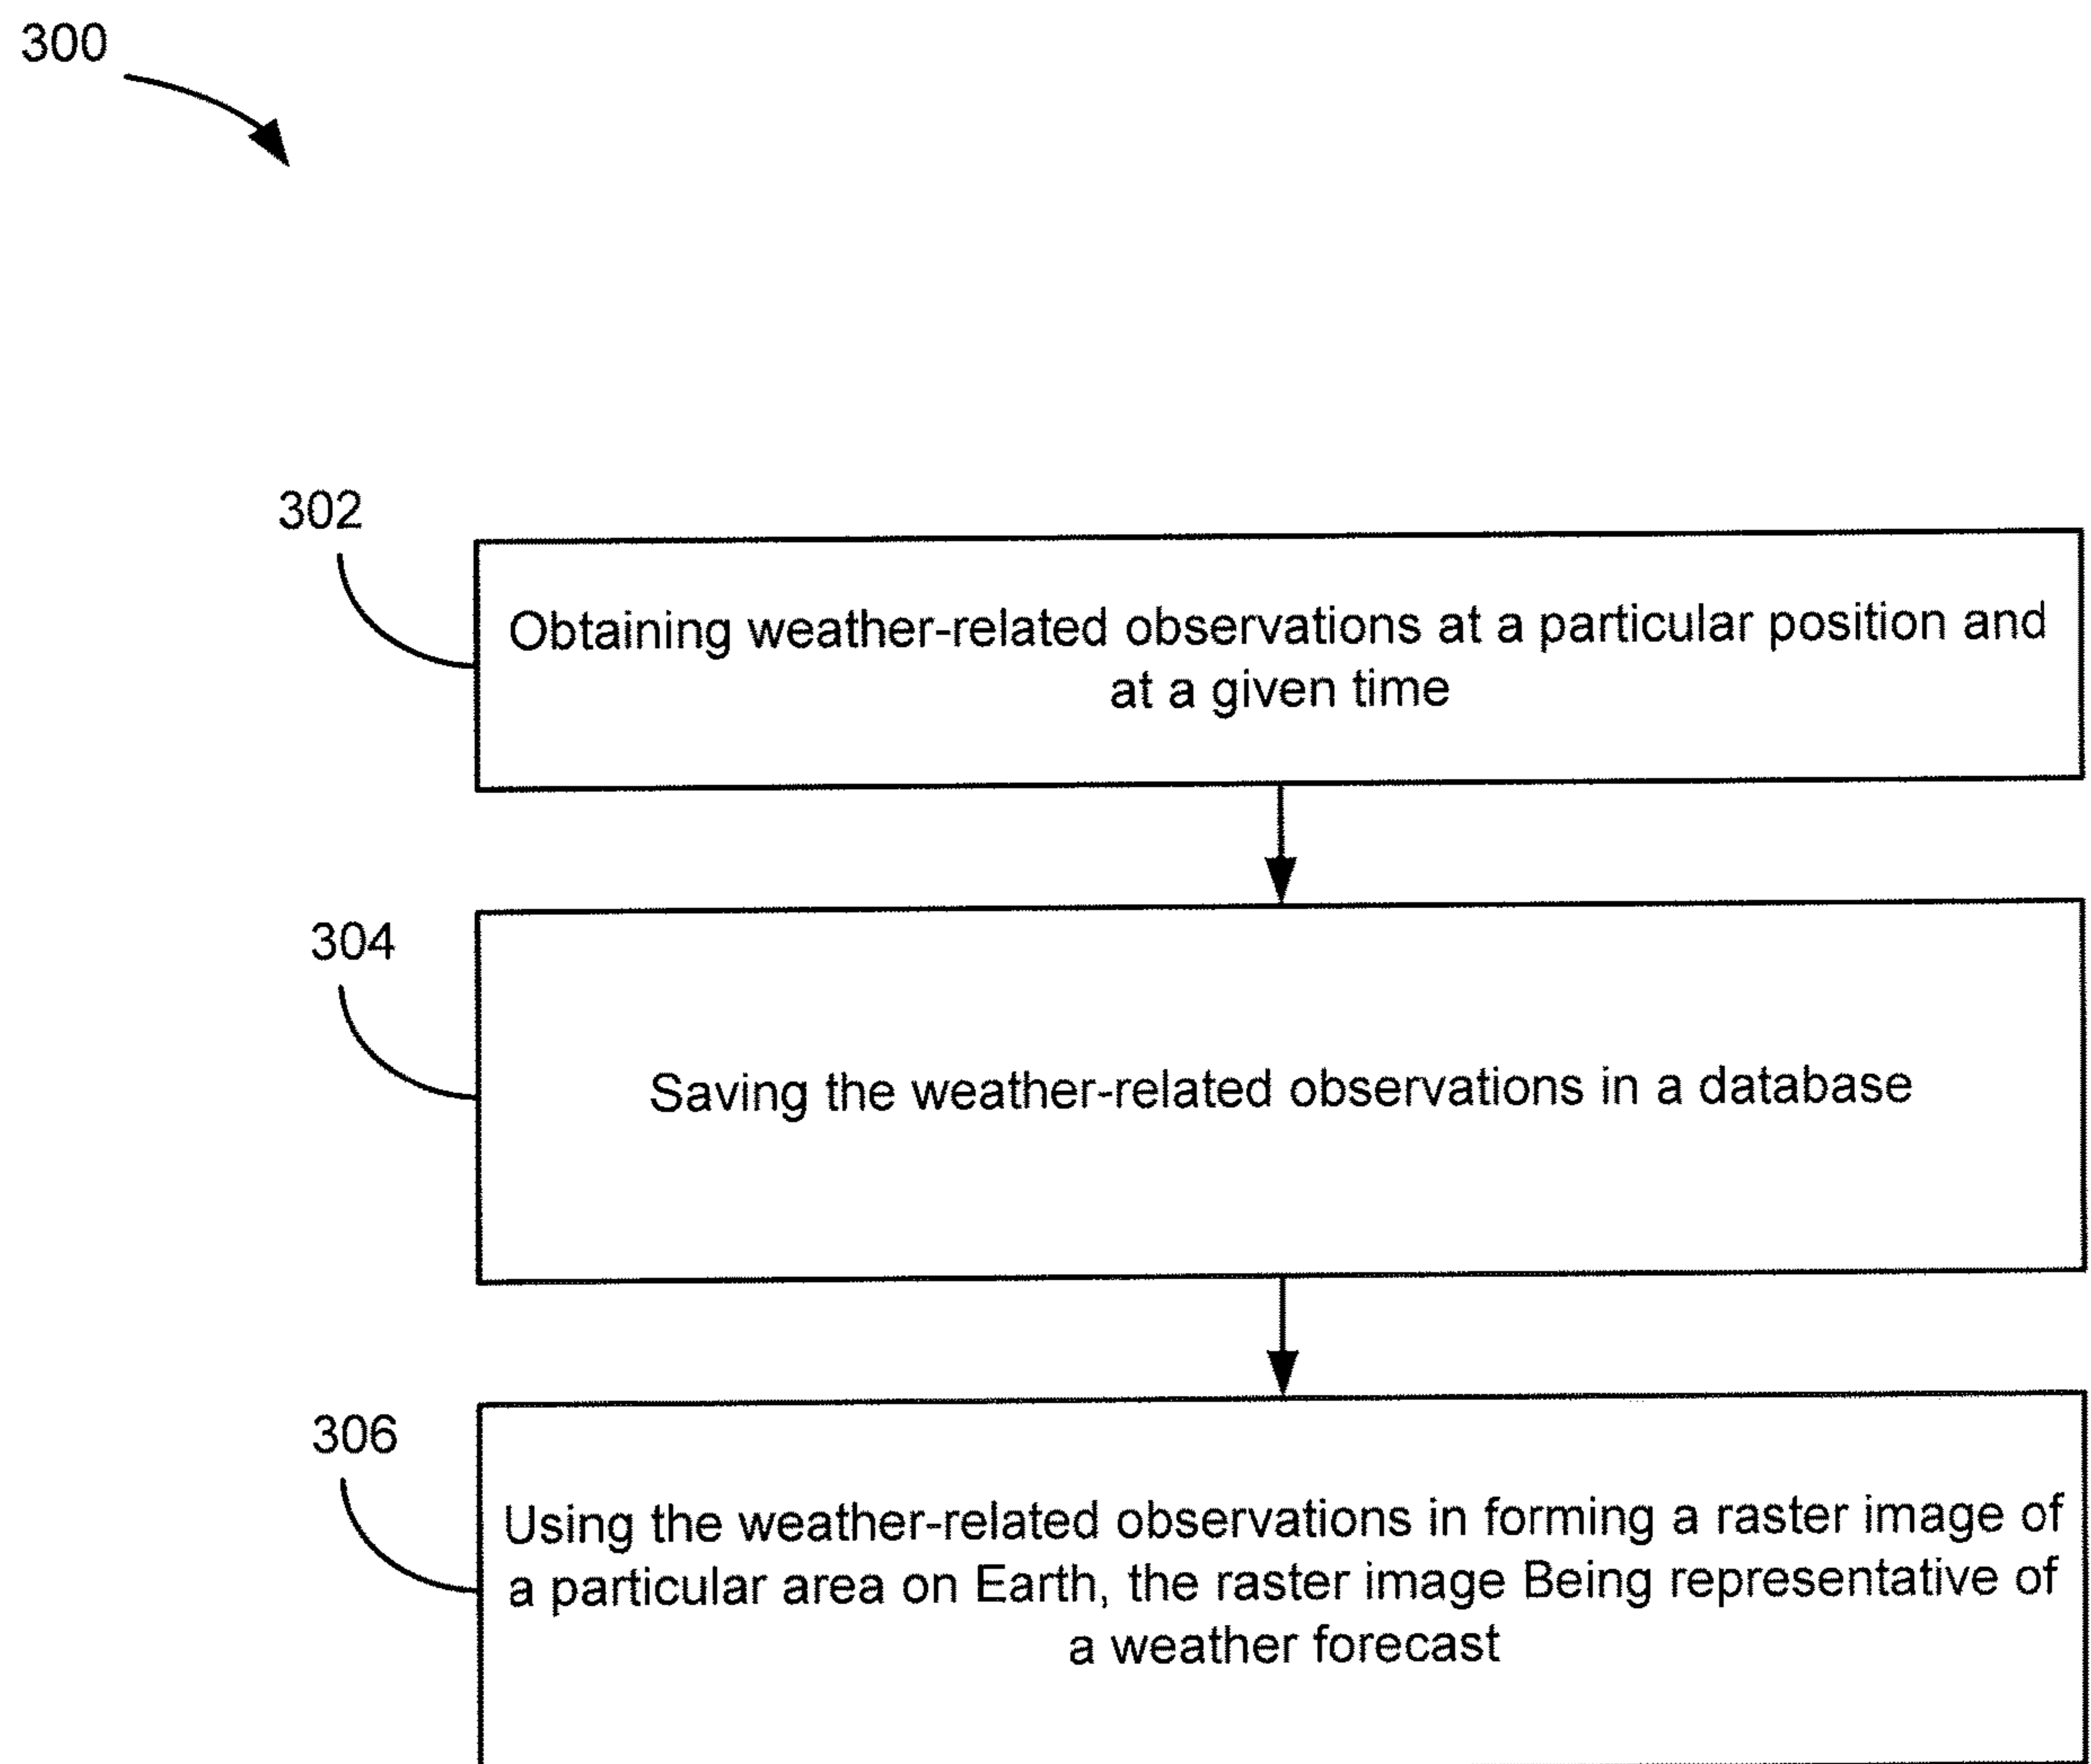 300
302
Obtaining weather-related observations at a particular position and
at a given time
304
Saving the weather-related observations in a database
306
Using the weather-related observations in forming a raster image of
a particular area on Earth, the raster image Being representative of
a weather forecast